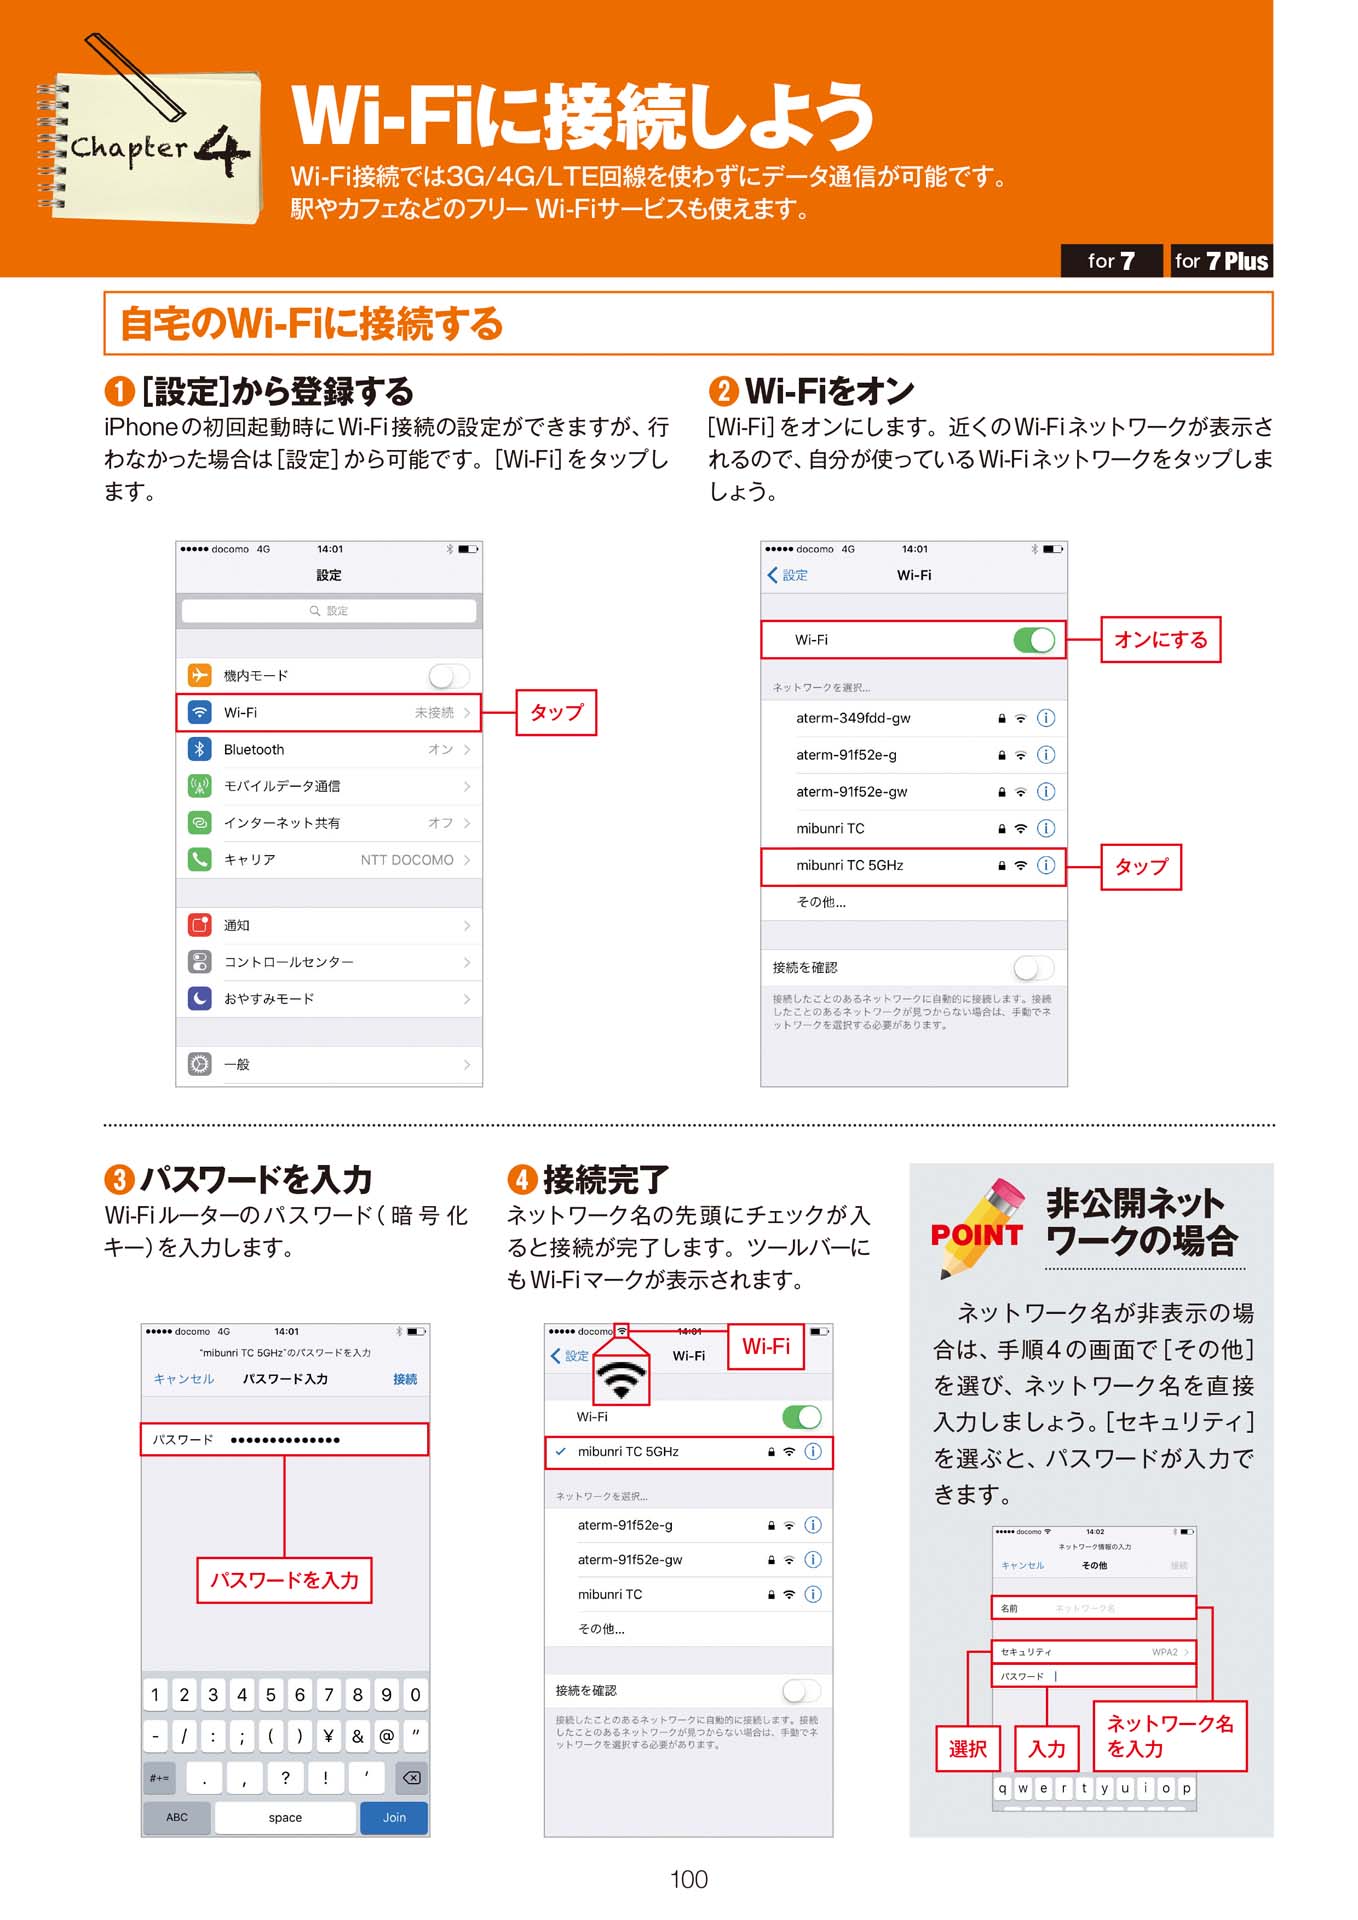 Chapter 4
Wi-Fiに接続しよう
Wi-Fi接続では3G/4G/LTE回線を使わずにデータ通信が可能です。
駅やカフェなどのフリー Wi-Fiサービスも使えます。
for 7
for 7 Plus
自宅のWi-Fiに接続する
❶[設定]から登録する
iPhoneの初回起動時にWi-Fi接続の設定ができますが、行
わなかった場合は[設定]から可能です。[Wi-Fi]をタップし
ます。
docomo 4G 14:01
設定
設定
機内モード
Wi-Fi 未接続
タップ
Bluetooth オン
モバイルデータ通信
インターネット共有 オフ
キャリア NTT DOCOMO
通知
コントロールセンター
おやすみモード
一般
❷Wi-Fiをオン
[Wi-Fi]をオンにします。近くのWi-Fiネットワークが表示さ
れるので、自分が使っているWi-Fiネットワークをタップしま
しょう。
docomo 4G 14:01
設定 Wi-Fi
Wi-Fi
オンにする
ネットワークを選択...
aterm-349fdd-gw
aterm-91f52e-g
aterm-91f52e-gw
mibunri TC
mibunri TC 5GHz
タップ
その他...
接続を確認
接続したことのあるネットワークに自動的に接続します。接続
したことのあるネットワークが見つからない場合は、手動でネ
ットワークを選択する必要があります。
❸パスワードを入力
Wi-Fiルーターのパスワード(暗号化
キー)を入力します。
docomo 4G 14:01
"mibunri TC 5GHz"のパスワードを入力
キャンセル パスワード入力 接続
パスワード ••••••••••••••
パスワードを入力
1 2 3 4 5 6 7 8 9 0
- / : ; ( ) ¥ & @ "
#+= . , ? ! '
ABC space Join
❹接続完了
ネットワーク名の先頭にチェックが入
ると接続が完了します。ツールバーに
もWi-Fiマークが表示されます。
docomo 14:01
Wi-Fi
設定 Wi-Fi
Wi-Fi
✓ mibunri TC 5GHz
ネットワークを選択...
aterm-91f52e-g
aterm-91f52e-gw
mibunri TC
その他...
接続を確認
接続したことのあるネットワークに自動的に接続します。接続
したことのあるネットワークが見つからない場合は、手動でネ
ットワークを選択する必要があります。
POINT
非公開ネット
ワークの場合
ネットワーク名が非表示の場
合は、手順4の画面で[その他]
を選び、ネットワーク名を直接
入力しましょう。[セキュリティ]
を選ぶと、パスワードが入力で
きます。
docomo 14:02
ネットワーク情報の入力
キャンセル その他 接続
名前 ネットワーク名
セキュリティ WPA2
パスワード
選択
入力
ネットワーク名
を入力
q w e r t y u i o p
100